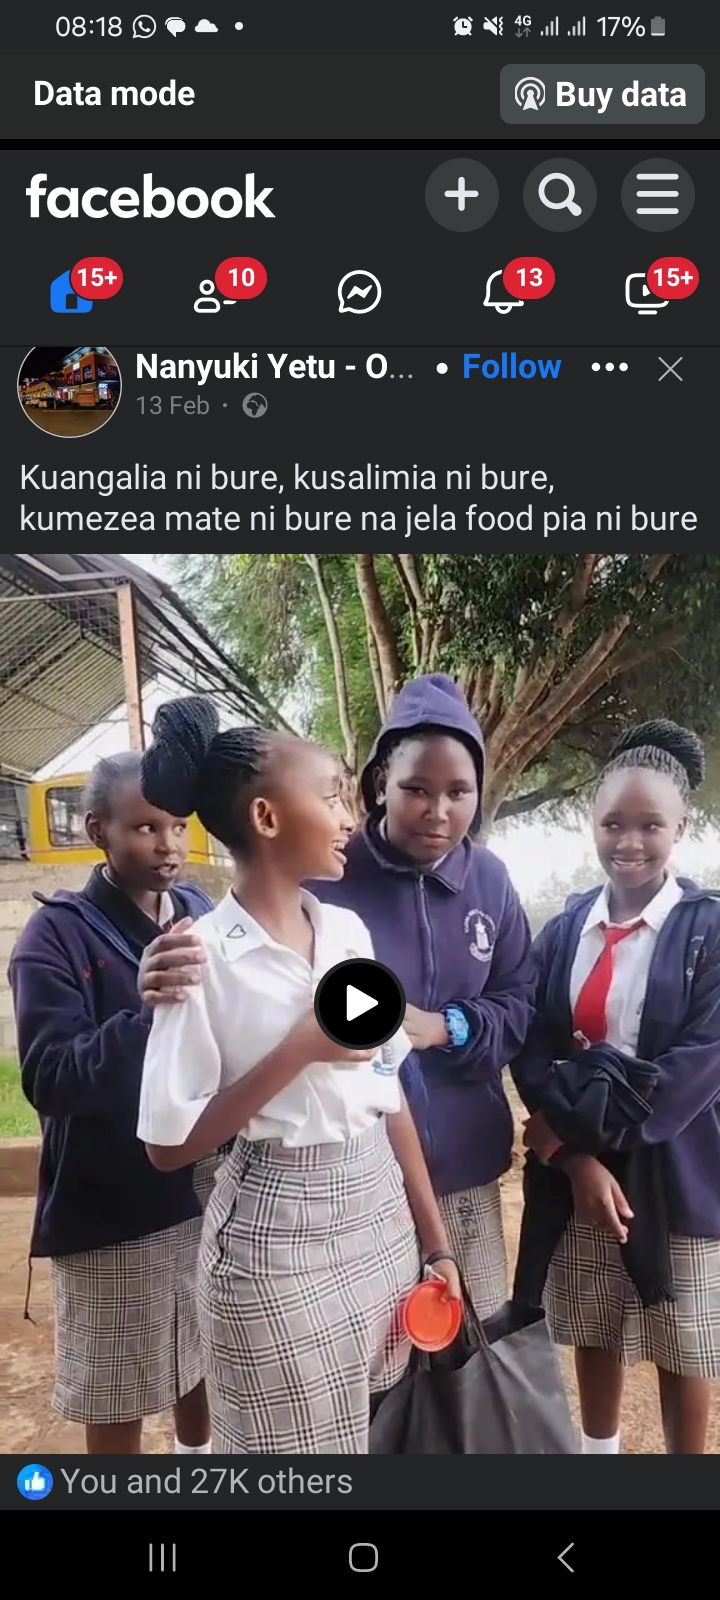 08:18 4G 17%
Data mode Buy data
facebook
15+ 10 13 15+
Nanyuki Yetu - O... • Follow
13 Feb ·
Kuangalia ni bure, kusalimia ni bure,
kumezea mate ni bure na jela food pia ni bure
You and 27K others